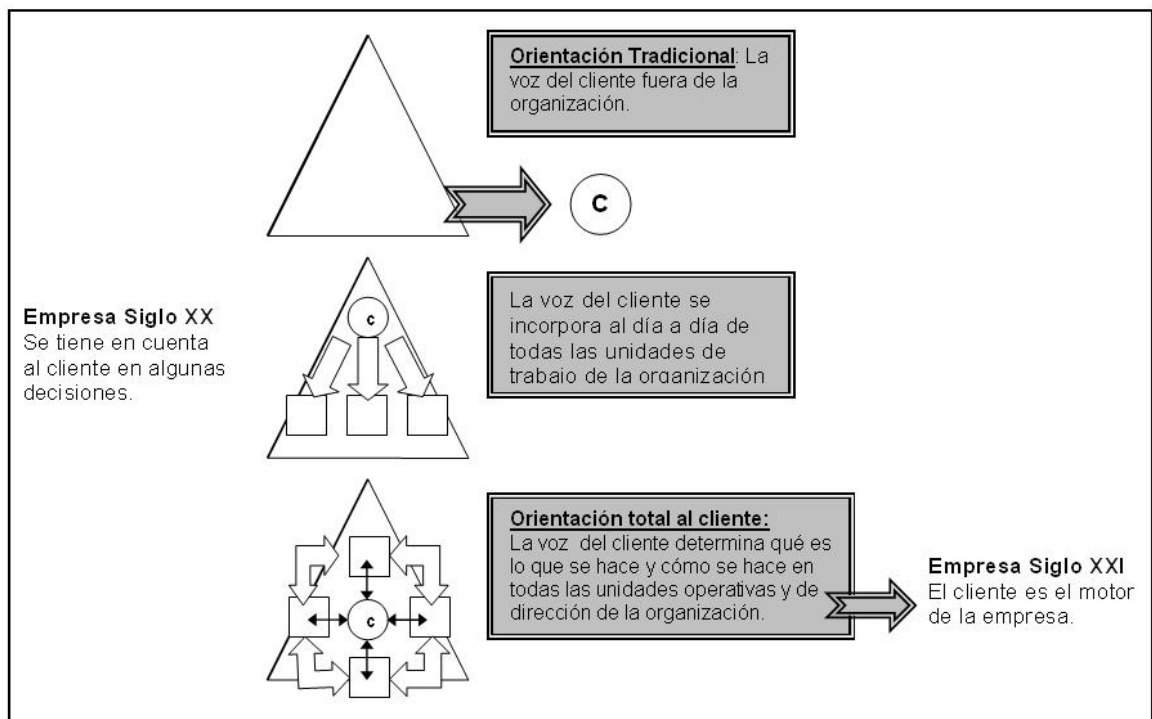 Orientación Tradicional: La
voz del cliente fuera de la
organización.
C
Empresa Siglo XX
Se tiene en cuenta
al cliente en algunas
decisiones.
c
La voz del cliente se
incorpora al día a día de
todas las unidades de
trabajo de la organización
c
Orientación total al cliente:
La voz del cliente determina qué es
lo que se hace y cómo se hace en
todas las unidades operativas y de
dirección de la organización.
Empresa Siglo XXI
El cliente es el motor
de la empresa.